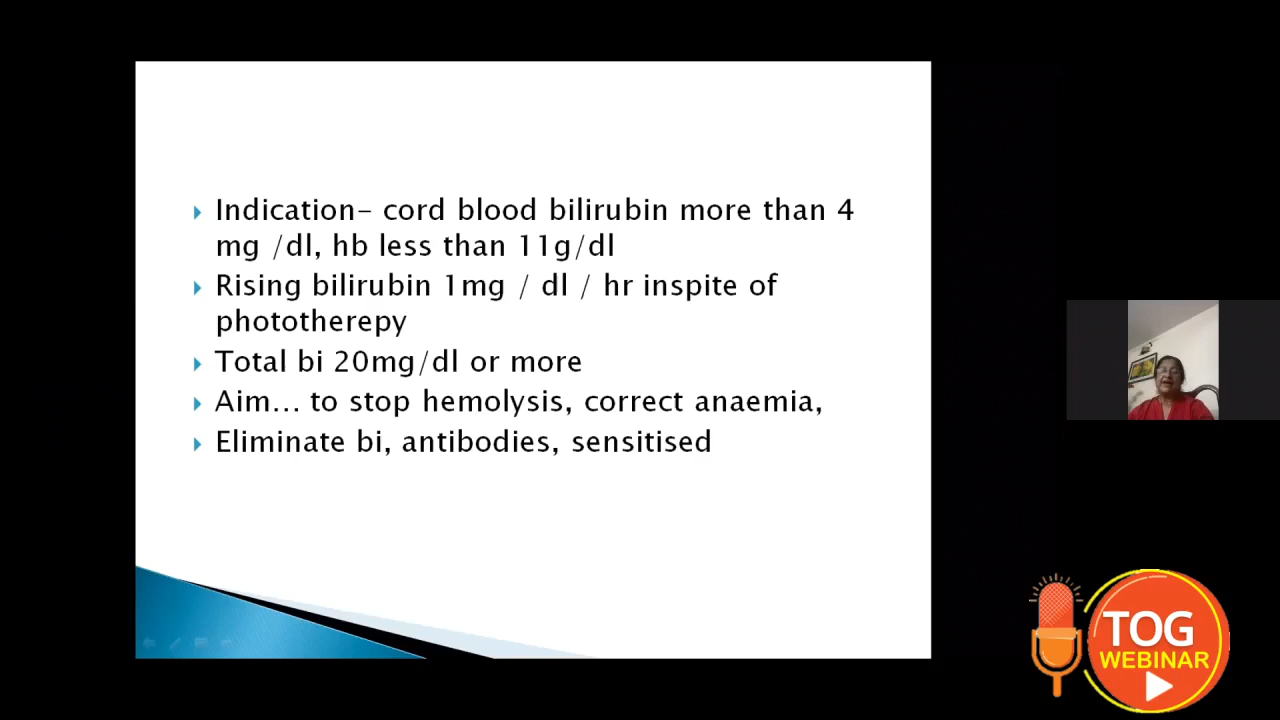 Indication- cord blood bilirubin more than 4
mg /dl, hb less than 11g/dl
Rising bilirubin 1mg / dl / hr inspite of
phototherepy
Total bi 20mg/dl or more
Aim... to stop hemolysis, correct anaemia,
Eliminate bi, antibodies, sensitised
TOG
WEBINAR